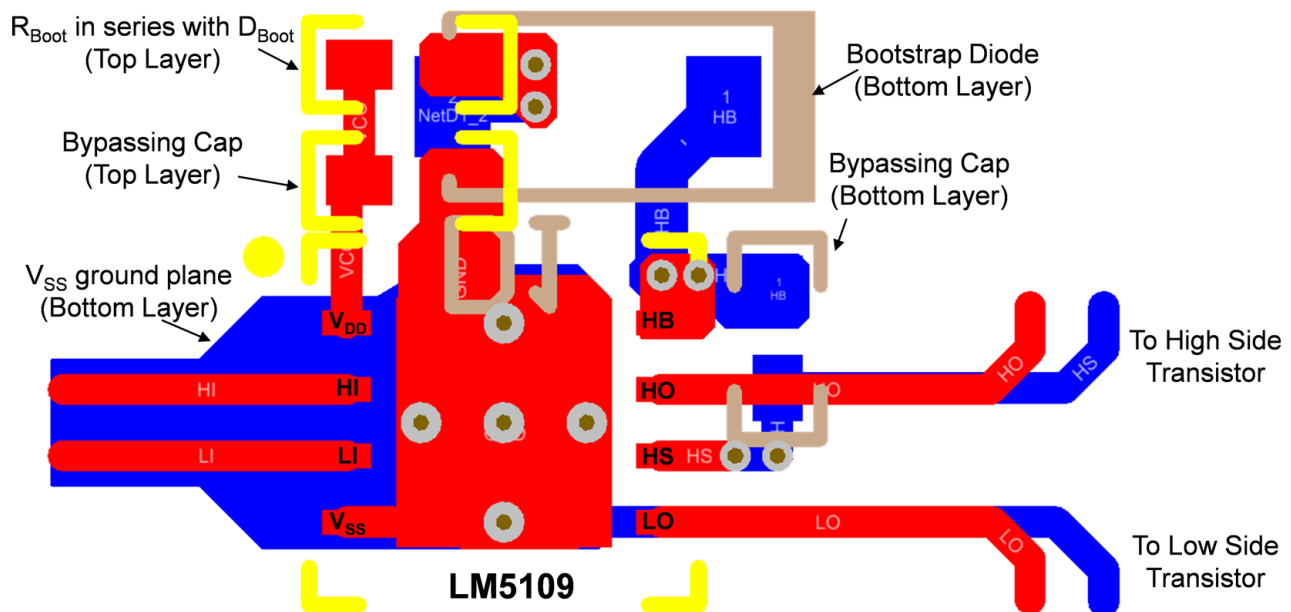 R_Boot in series with D_Boot
(Top Layer)
Bypassing Cap
(Top Layer)
V_SS ground plane
(Bottom Layer)
Bootstrap Diode
(Bottom Layer)
Bypassing Cap
(Bottom Layer)
NetD1_2
1
HB
HB
1
HB
GND
V_DD
HI
HI
LI
LI
V_SS
HB
HO
HO
HS
HS
LO
LO
HO
HS
LO
To High Side
Transistor
To Low Side
Transistor
LM5109